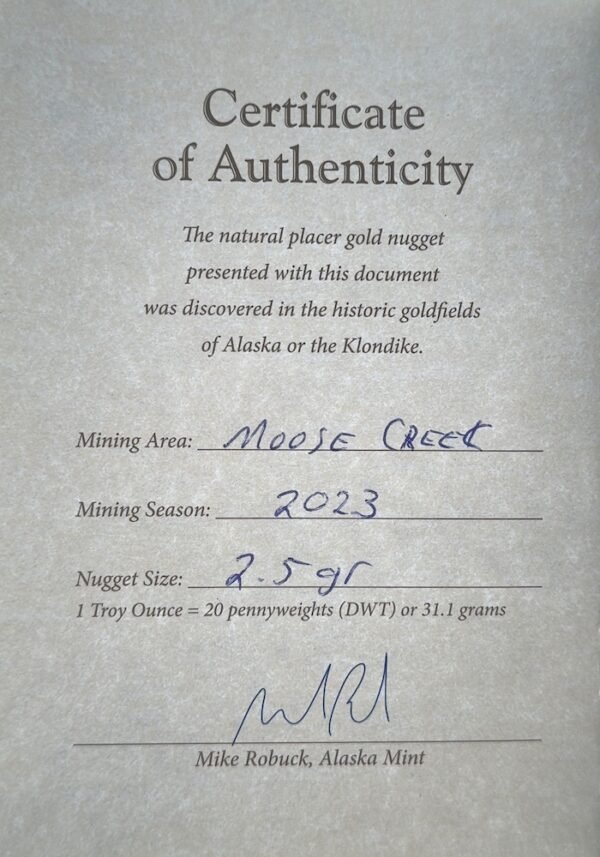 Certificate
of Authenticity
The natural placer gold nugget
presented with this document
was discovered in the historic goldfields
of Alaska or the Klondike.
Mining Area: MOOSE CREEK
Mining Season: 2023
Nugget Size: 2.5 gr
1 Troy Ounce = 20 pennyweights (DWT) or 31.1 grams
Mike Robuck, Alaska Mint